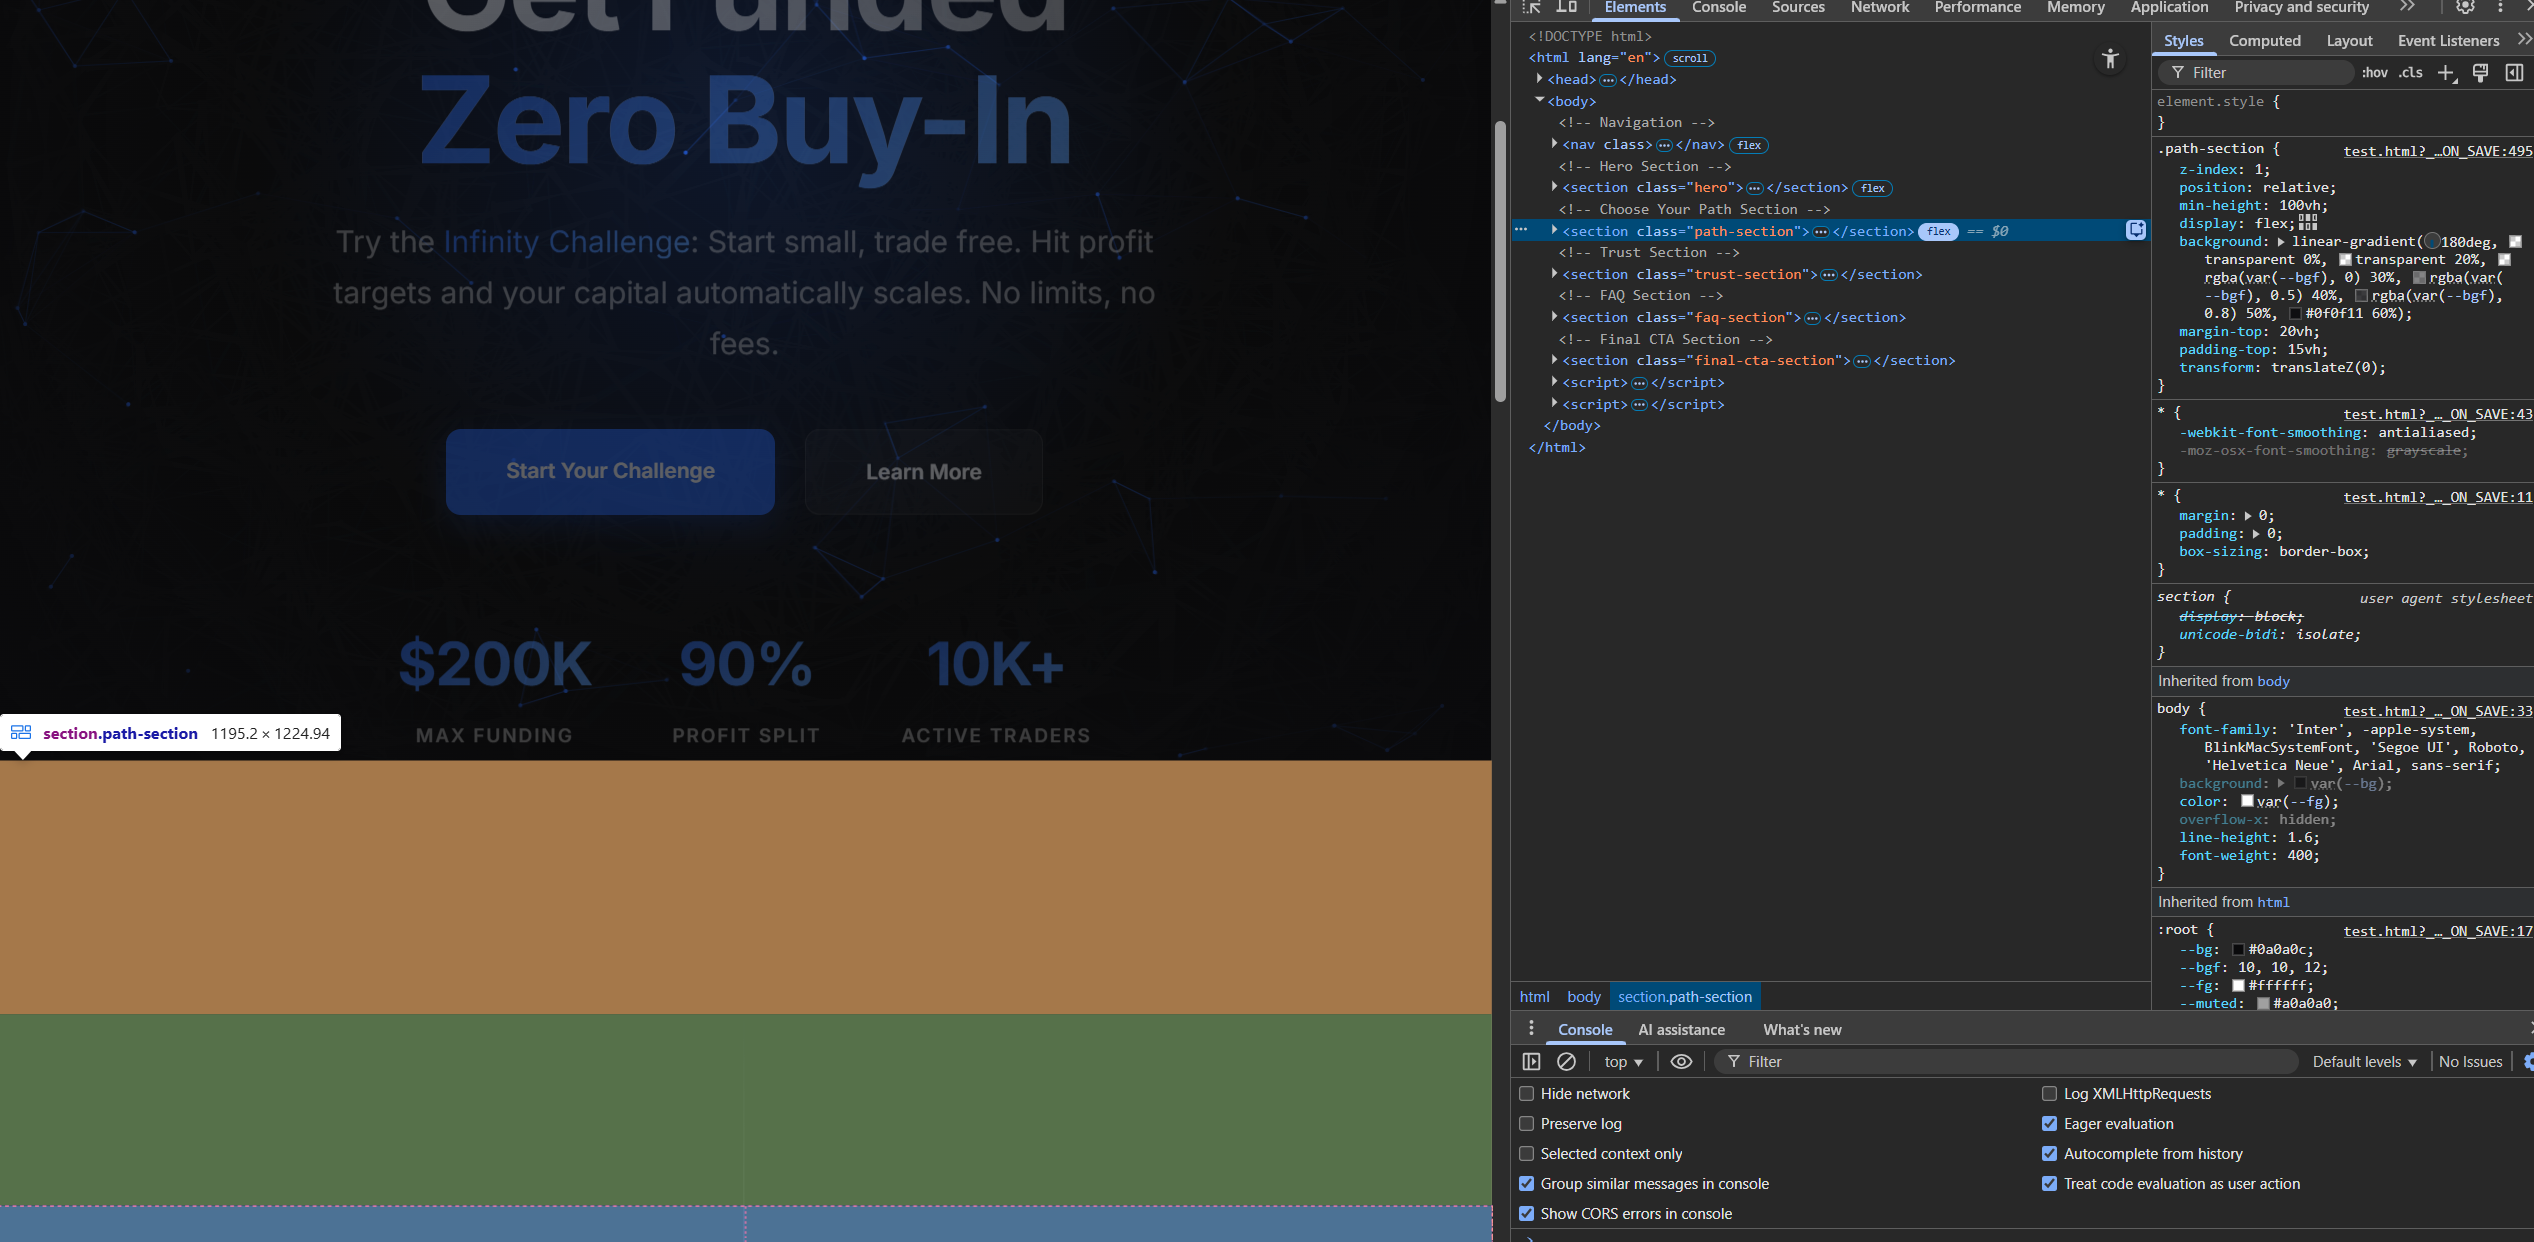 Get Funded
Zero Buy-In
Try the Infinity Challenge: Start small, trade free. Hit profit
targets and your capital automatically scales. No limits, no
fees.
Start Your Challenge
Learn More
$200K
90%
10K+
MAX FUNDING
PROFIT SPLIT
ACTIVE TRADERS
section.path-section 1195.2 × 1224.94
Elements
Console
Sources
Network
Performance
Memory
Application
Privacy and security
<!DOCTYPE html>
<html lang="en"> scroll
<head> </head>
<body>
<!-- Navigation -->
<nav class> </nav> flex
<!-- Hero Section -->
<section class="hero"> </section> flex
<!-- Choose Your Path Section -->
<section class="path-section"> </section> flex == $0
<!-- Trust Section -->
<section class="trust-section"> </section>
<!-- FAQ Section -->
<section class="faq-section"> </section>
<!-- Final CTA Section -->
<section class="final-cta-section"> </section>
<script> </script>
<script> </script>
</body>
</html>
html
body
section.path-section
Styles
Computed
Layout
Event Listeners
Filter
:hov
.cls
element.style {
}
.path-section { test.html?_…ON_SAVE:495
z-index: 1;
position: relative;
min-height: 100vh;
display: flex;
background: linear-gradient(180deg,
transparent 0%, transparent 20%,
rgba(var(--bgf), 0) 30%, rgba(var(
--bgf), 0.5) 40%, rgba(var(--bgf),
0.8) 50%, #0f0f11 60%);
margin-top: 20vh;
padding-top: 15vh;
transform: translateZ(0);
}
* { test.html?_…_ON_SAVE:43
-webkit-font-smoothing: antialiased;
-moz-osx-font-smoothing: grayscale;
}
* { test.html?_…_ON_SAVE:11
margin: 0;
padding: 0;
box-sizing: border-box;
}
section { user agent stylesheet
display: block;
unicode-bidi: isolate;
}
Inherited from body
body { test.html?_…_ON_SAVE:33
font-family: 'Inter', -apple-system,
BlinkMacSystemFont, 'Segoe UI', Roboto,
'Helvetica Neue', Arial, sans-serif;
background: var(--bg);
color: var(--fg);
overflow-x: hidden;
line-height: 1.6;
font-weight: 400;
}
Inherited from html
:root { test.html?_…_ON_SAVE:17
--bg: #0a0a0c;
--bgf: 10, 10, 12;
--fg: #ffffff;
--muted: #a0a0a0;
Console
AI assistance
What's new
top
Filter
Default levels
No Issues
Hide network
Log XMLHttpRequests
Preserve log
Eager evaluation
Selected context only
Autocomplete from history
Group similar messages in console
Treat code evaluation as user action
Show CORS errors in console